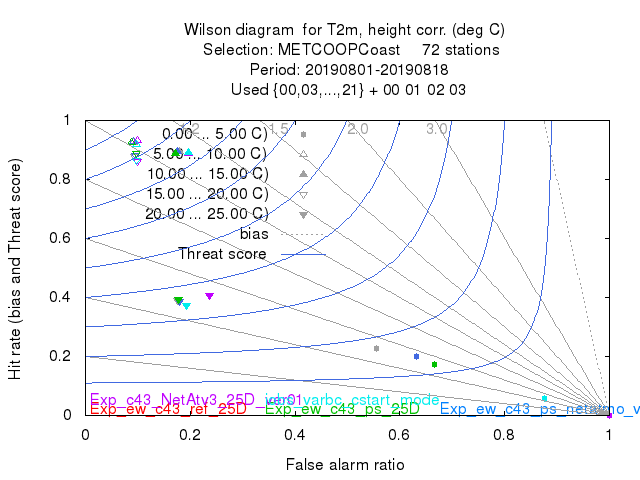 Wilson diagram for T2m, height corr. (deg C)
Selection: METCOOPCoast 72 stations
Period: 20190801-20190818
Used {00,03,...,21} + 00 01 02 03
1
0.8
0.6
0.4
0.2
0
Hit rate (bias and Threat score)
1.2 1.5 2.0 3.0
0.00 ... 5.00 C)
5.00 ... 10.00 C)
10.00 ... 15.00 C)
15.00 ... 20.00 C)
20.00 ... 25.00 C)
bias
Threat score
Exp_c43_NetAtv3_25D_ver01
varbc_cstart_mode
Exp_ew_c43_ref_25D
Exp_ew_c43_ps_25D
Exp_ew_c43_ps_netatmo_v
0 0.2 0.4 0.6 0.8 1
False alarm ratio